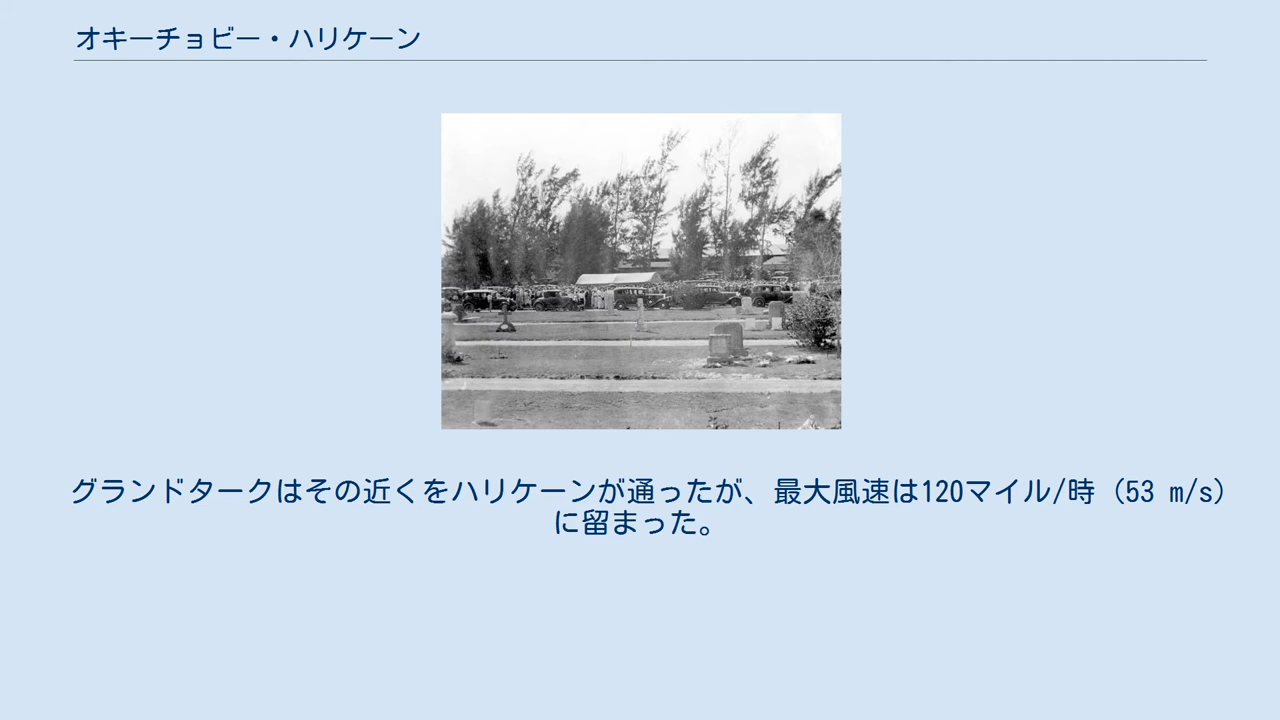 オキーチョビー・ハリケーン
グランドタークはその近くをハリケーンが通ったが、最大風速は120マイル/時（53 m/s）
に留まった。